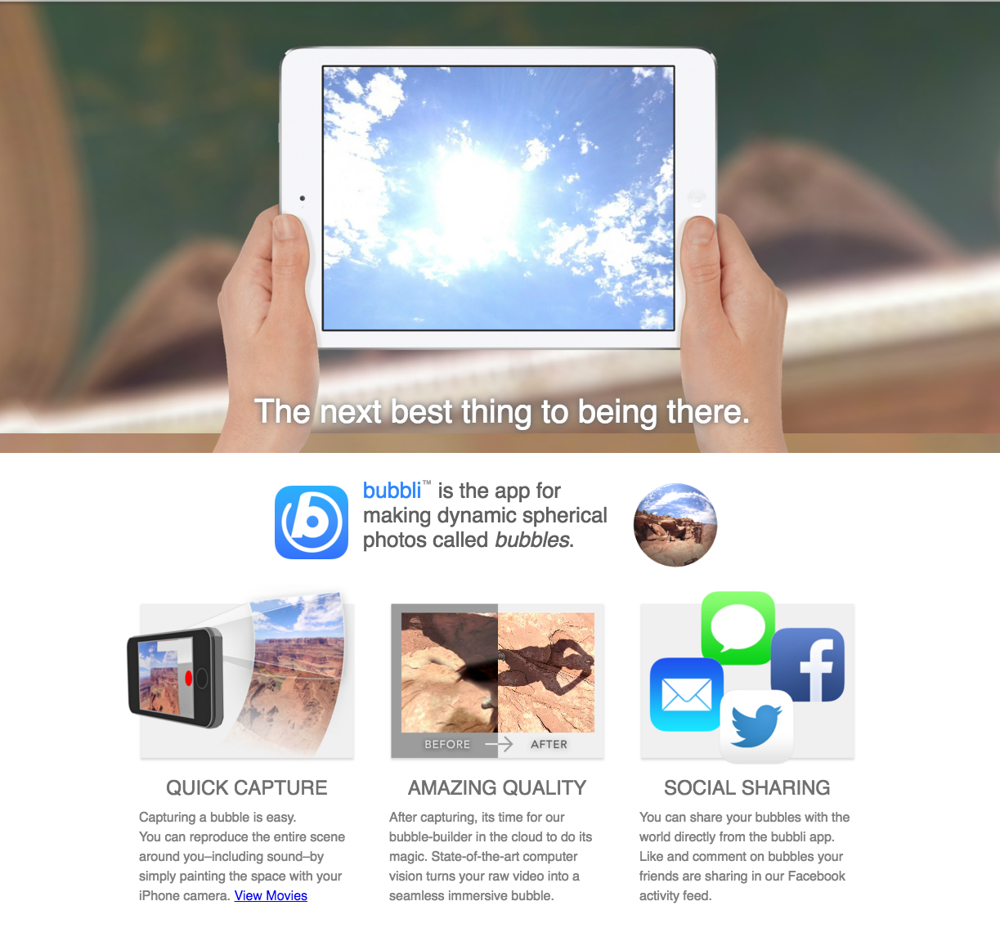 The next best thing to being there.
bubbli™ is the app for
making dynamic spherical
photos called bubbles.
BEFORE → AFTER
QUICK CAPTURE
Capturing a bubble is easy.
You can reproduce the entire scene
around you–including sound–by
simply painting the space with your
iPhone camera. View Movies
AMAZING QUALITY
After capturing, its time for our
bubble-builder in the cloud to do its
magic. State-of-the-art computer
vision turns your raw video into a
seamless immersive bubble.
SOCIAL SHARING
You can share your bubbles with the
world directly from the bubbli app.
Like and comment on bubbles your
friends are sharing in our Facebook
activity feed.